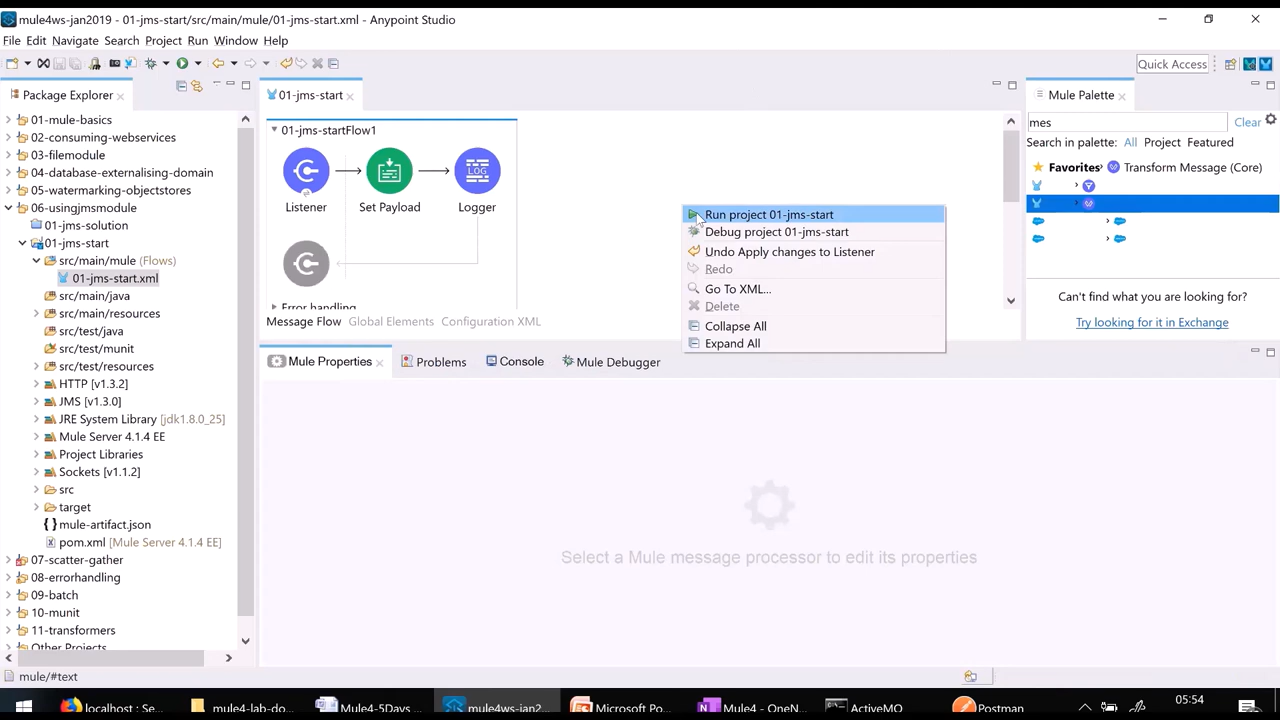 mule4ws-jan2019 - 01-jms-start/src/main/mule/01-jms-start.xml - Anypoint Studio
File Edit Navigate Search Project Run Window Help
Quick Access
Package Explorer
01-mule-basics
02-consuming-webservices
03-filemodule
04-database-externalising-domain
05-watermarking-objectstores
06-usingjmsmodule
01-jms-solution
01-jms-start
src/main/mule (Flows)
01-jms-start.xml
src/main/java
src/main/resources
src/test/java
src/test/munit
src/test/resources
HTTP [v1.3.2]
JMS [v1.3.0]
JRE System Library [jdk1.8.0_25]
Mule Server 4.1.4 EE
Project Libraries
Sockets [v1.1.2]
src
target
mule-artifact.json
pom.xml [Mule Server 4.1.4 EE]
07-scatter-gather
08-errorhandling
09-batch
10-munit
11-transformers
Other Projects
mule/#text
01-jms-start
01-jms-startFlow1
LOG
Listener Set Payload Logger
Error handling
Message Flow Global Elements Configuration XML
Run project 01-jms-start
Debug project 01-jms-start
Undo Apply changes to Listener
Redo
Go To XML...
Delete
Collapse All
Expand All
Mule Properties Problems Console Mule Debugger
Select a Mule message processor to edit its properties
Mule Palette
mes
Clear
Search in palette: All Project Featured
Favorites Transform Message (Core)
Can't find what you are looking for?
Try looking for it in Exchange
localhost : Se...
mule4-lab-do...
Mule4-5Days ...
mule4ws-jan2...
Microsoft Po...
Mule4 - OneN...
ActiveMQ
Postman
05:54